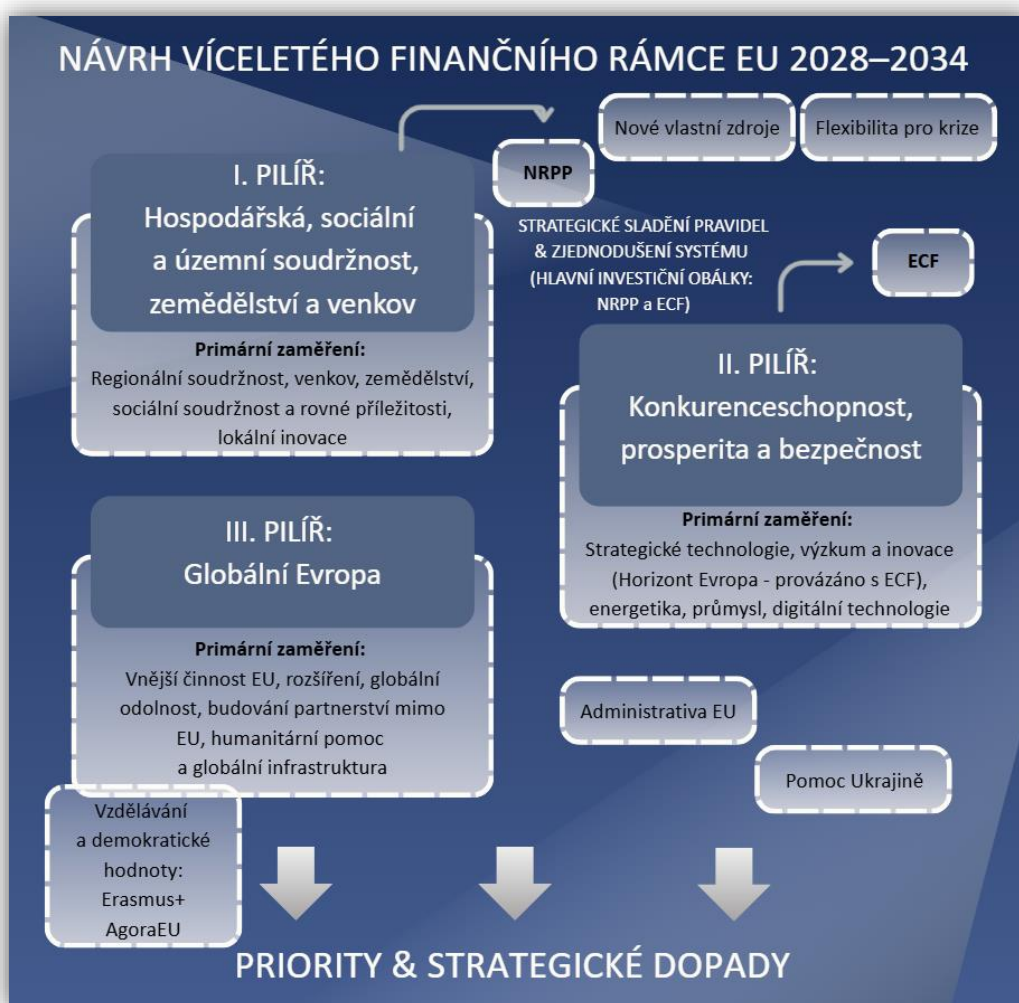 NÁVRH VÍCELETÉHO FINANČNÍHO RÁMCE EU 2028–2034
Nové vlastní zdroje
Flexibilita pro krize
NRPP
I. PILÍŘ:
Hospodářská, sociální
a územní soudržnost,
zemědělství a venkov
Primární zaměření:
Regionální soudržnost, venkov, zemědělství,
sociální soudržnost a rovné příležitosti,
lokální inovace
STRATEGICKÉ SLADĚNÍ PRAVIDEL
& ZJEDNODUŠENÍ SYSTÉMU
(HLAVNÍ INVESTIČNÍ OBÁLKY:
NRPP a ECF)
ECF
II. PILÍŘ:
Konkurenceschopnost,
prosperita a bezpečnost
Primární zaměření:
Strategické technologie, výzkum a inovace
(Horizont Evropa - provázáno s ECF),
energetika, průmysl, digitální technologie
III. PILÍŘ:
Globální Evropa
Primární zaměření:
Vnější činnost EU, rozšíření, globální
odolnost, budování partnerství mimo
EU, humanitární pomoc
a globální infrastruktura
Administrativa EU
Pomoc Ukrajině
Vzdělávání
a demokratické
hodnoty:
Erasmus+
AgoraEU
PRIORITY & STRATEGICKÉ DOPADY